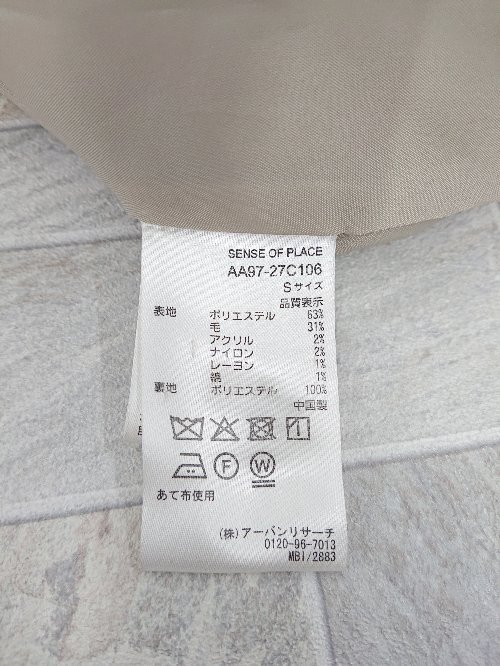 SENSE OF PLACE
AA97-27C106
Sサイズ
品質表示
表地 ポリエステル 63%
毛 31%
アクリル 2%
ナイロン 2%
レーヨン 1%
綿 1%
裏地 ポリエステル 100%
中国製
F W
あて布使用
(株)アーバンリサーチ
0120-96-7013
MBI/2883